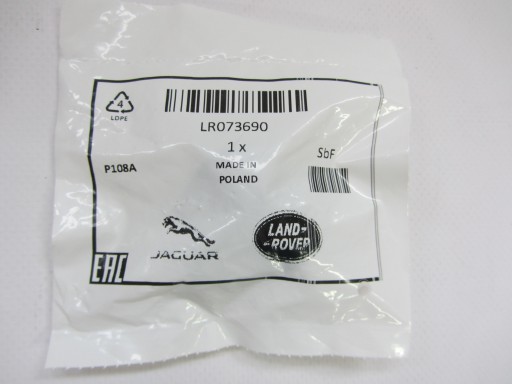 4
LDPE
LR073690
1 x
MADE IN
POLAND
SbF
P108A
JAGUAR
LAND-
-ROVER
EAC